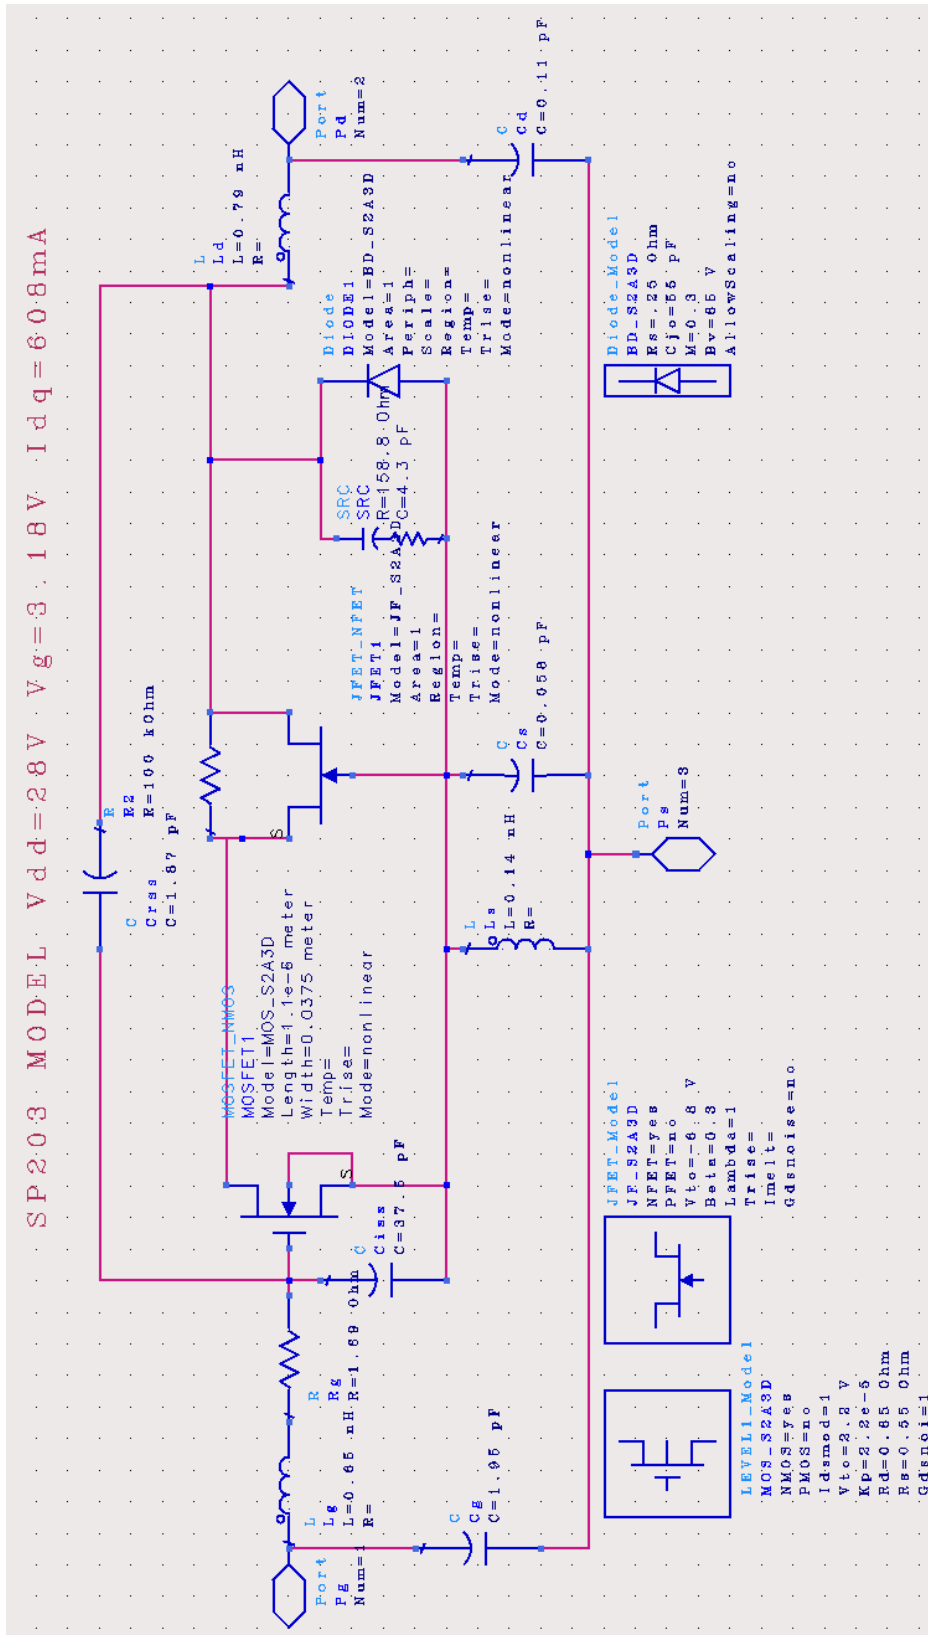 SP203 MODEL Vdd=28V Vg=3.18V Idq=608mA
C
Crss
C=1.87 pF
R
R2
R=100 kOhm
L
Ld
L=0.79 nH
R=
Port
Pd
Num=2
MOSFET_NMOS
MOSFET1
Model=MOS_S2A3D
Length=1.1e-6 meter
Width=0.0375 meter
Temp=
Trise=
Mode=nonlinear
S
S
JFET_NFET
JFET1
Model=JF_S2A3D
Area=1
Region=
Temp=
Trise=
Mode=nonlinear
SRC
SRC
R=158.8 Ohm
C=4.3 pF
Diode
DIODE1
Model=BD_S2A3D
Area=1
Periph=
Scale=
Region=
Temp=
Trise=
Mode=nonlinear
Port
Pg
Num=1
L
Lg
L=0.65 nH
R=
R
Rg
R=1.69 Ohm
C
Ciss
C=37.5 pF
C
Cg
C=1.95 pF
L
Ls
L=0.14 nH
R=
C
Cs
C=0.058 pF
C
Cd
C=0.11 pF
Port
Ps
Num=3
LEVEL1_Model
MOS_S2A3D
NMOS=yes
PMOS=no
Idsmod=1
Vto=2.2 V
Kp=2.2e-5
Rd=0.65 Ohm
Rs=0.55 Ohm
Gdsnoi=1
JFET_Model
JF_S2A3D
NFET=yes
PFET=no
Vto=-6.8 V
Beta=0.3
Lambda=1
Trise=
Imelt=
Gdsnoise=no
Diode_Model
BD_S2A3D
Rs=.25 Ohm
Cjo=55 pF
M=0.3
Bv=65 V
AllowScaling=no